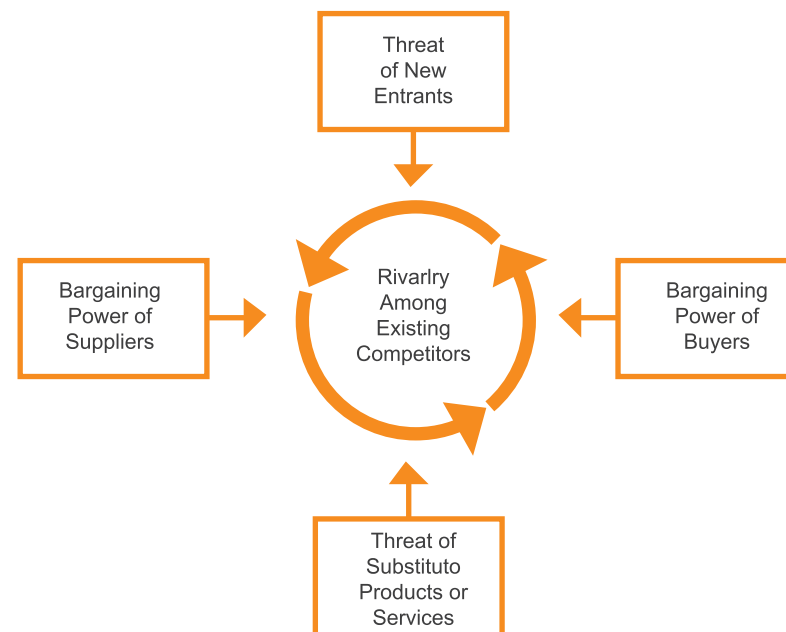 Threat
of New
Entrants
Bargaining
Power of
Suppliers
Rivarlry
Among
Existing
Competitors
Bargaining
Power of
Buyers
Threat of
Substituto
Products or
Services